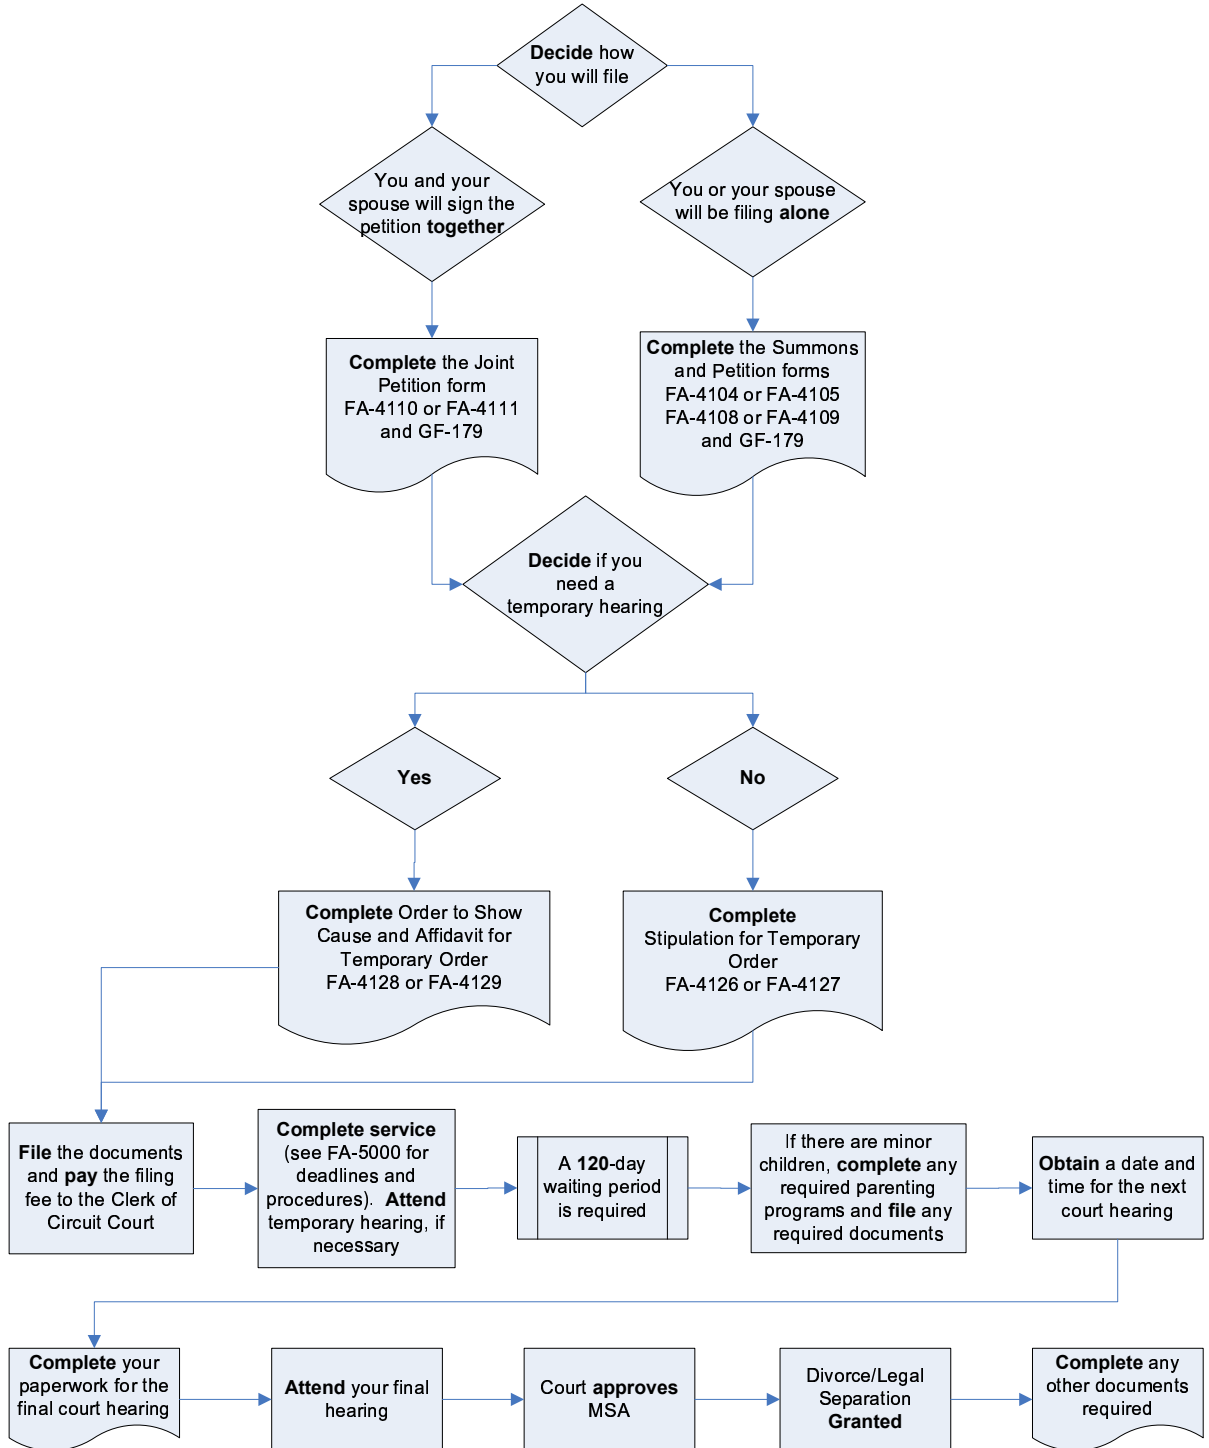 Decide how
you will file
You and your
spouse will sign the
petition together
You or your spouse
will be filing alone
Complete the Joint
Petition form
FA-4110 or FA-4111
and GF-179
Complete the Summons
and Petition forms
FA-4104 or FA-4105
FA-4108 or FA-4109
and GF-179
Decide if you
need a
temporary hearing
Yes
No
Complete Order to Show
Cause and Affidavit for
Temporary Order
FA-4128 or FA-4129
Complete
Stipulation for Temporary
Order
FA-4126 or FA-4127
File the documents
and pay the filing
fee to the Clerk of
Circuit Court
Complete service
(see FA-5000 for
deadlines and
procedures). Attend
temporary hearing, if
necessary
A 120-day
waiting period
is required
If there are minor
children, complete any
required parenting
programs and file any
required documents
Obtain a date and
time for the next
court hearing
Complete your
paperwork for the
final court hearing
Attend your final
hearing
Court approves
MSA
Divorce/Legal
Separation
Granted
Complete any
other documents
required